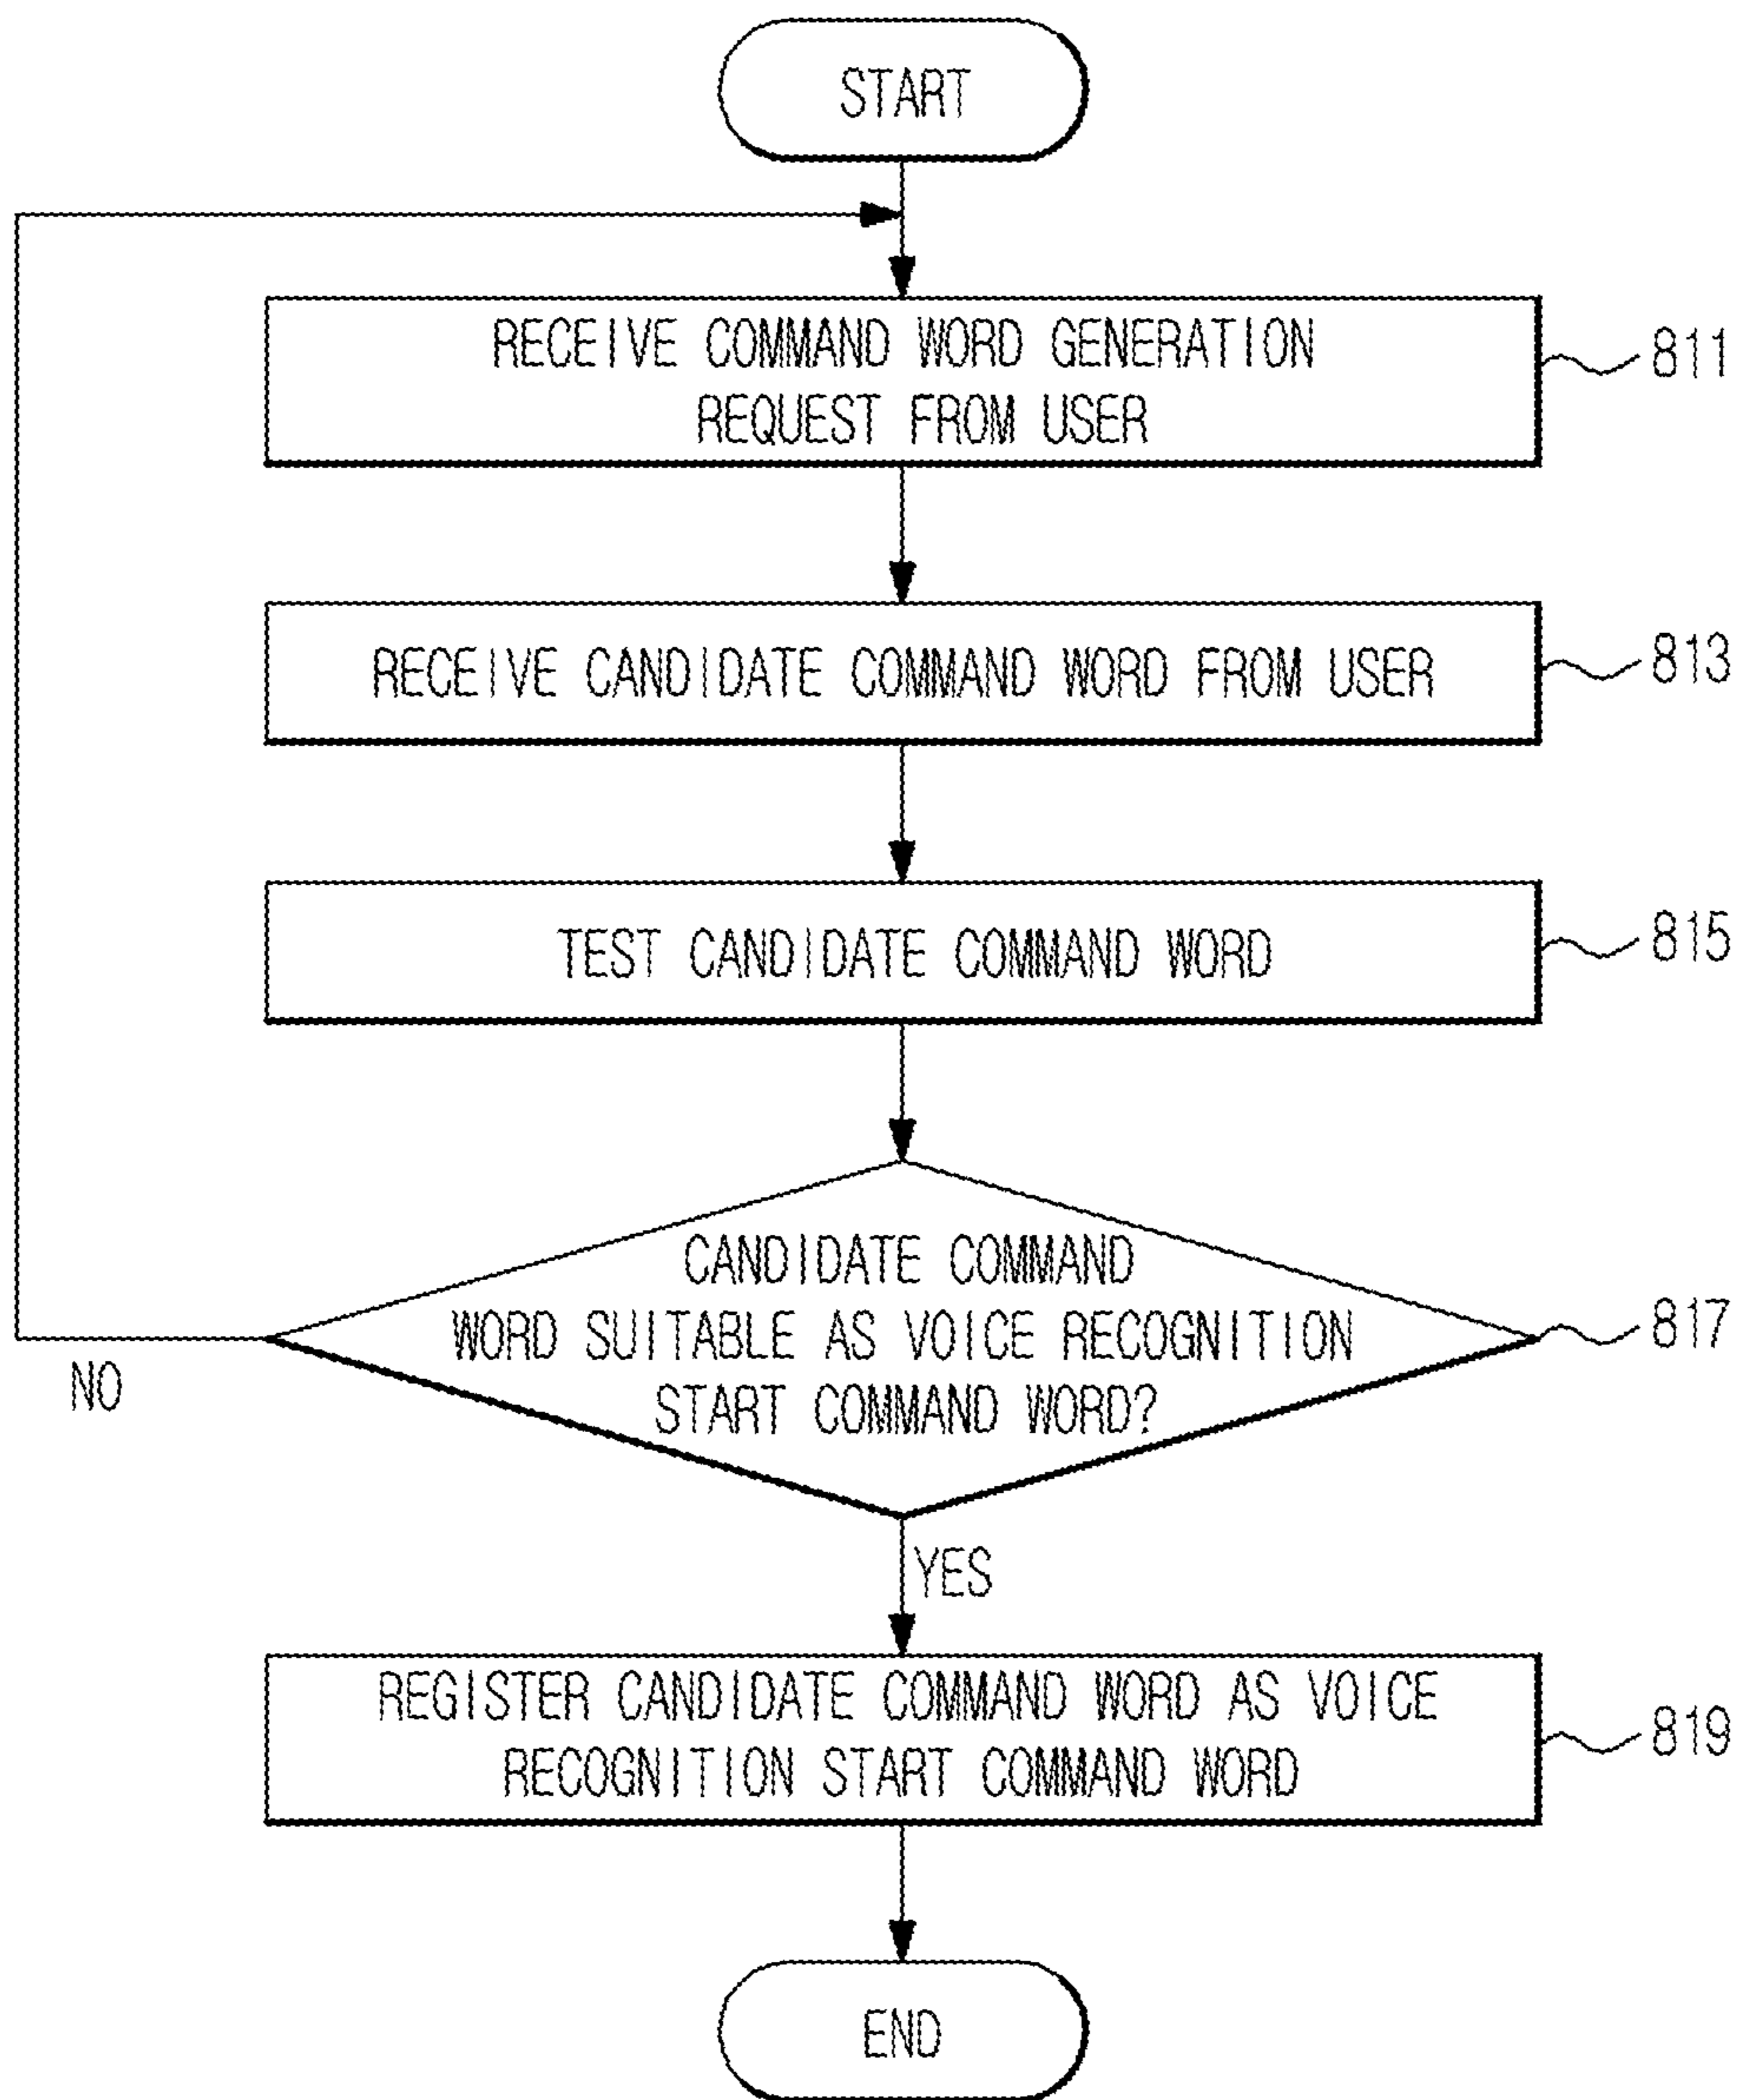 START
RECEIVE COMMAND WORD GENERATION
REQUEST FROM USER
811
RECEIVE CANDIDATE COMMAND WORD FROM USER
813
TEST CANDIDATE COMMAND WORD
815
CANDIDATE COMMAND
WORD SUITABLE AS VOICE RECOGNITION
START COMMAND WORD?
817
NO
YES
REGISTER CANDIDATE COMMAND WORD AS VOICE
RECOGNITION START COMMAND WORD
819
END